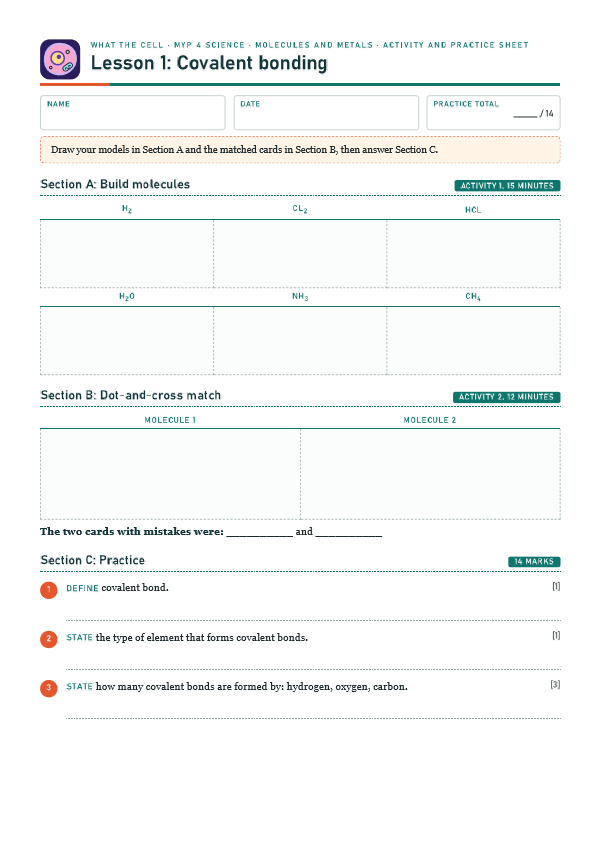 WHAT THE CELL · MYP 4 SCIENCE · MOLECULES AND METALS · ACTIVITY AND PRACTICE SHEET
Lesson 1: Covalent bonding
NAME
DATE
PRACTICE TOTAL
_____ / 14
Draw your models in Section A and the matched cards in Section B, then answer Section C.
Section A: Build molecules
ACTIVITY 1, 15 MINUTES
H₂ CL₂ HCL
H₂O NH₃ CH₄
Section B: Dot-and-cross match
ACTIVITY 2, 12 MINUTES
MOLECULE 1 MOLECULE 2
The two cards with mistakes were: ____________ and ____________
Section C: Practice
14 MARKS
1 DEFINE covalent bond. [1]
2 STATE the type of element that forms covalent bonds. [1]
3 STATE how many covalent bonds are formed by: hydrogen, oxygen, carbon. [3]